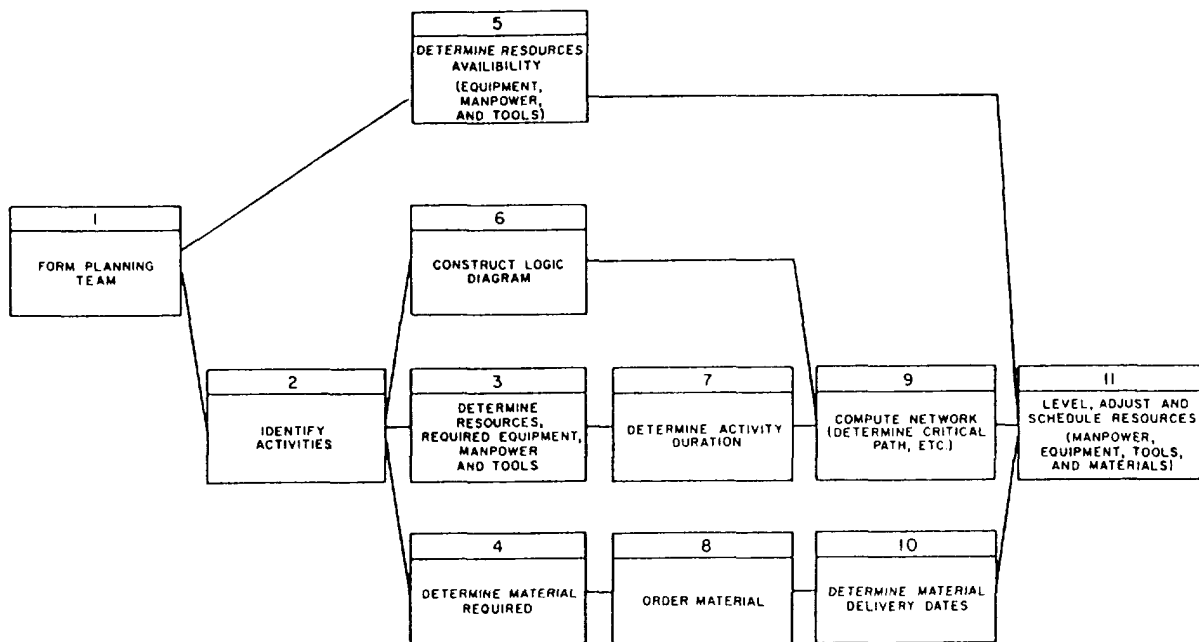 5
DETERMINE RESOURCES
AVAILIBILITY
(EQUIPMENT,
MANPOWER,
AND TOOLS)
1
FORM PLANNING
TEAM
6
CONSTRUCT LOGIC
DIAGRAM
2
IDENTIFY
ACTIVITIES
3
DETERMINE
RESOURCES,
REQUIRED EQUIPMENT,
MANPOWER
AND TOOLS
7
DETERMINE ACTIVITY
DURATION
9
COMPUTE NETWORK
(DETERMINE CRITICAL
PATH, ETC.)
11
LEVEL, ADJUST AND
SCHEDULE RESOURCES
(MANPOWER,
EQUIPMENT, TOOLS,
AND MATERIALS)
4
DETERMINE MATERIAL
REQUIRED
8
ORDER MATERIAL
10
DETERMINE MATERIAL
DELIVERY DATES